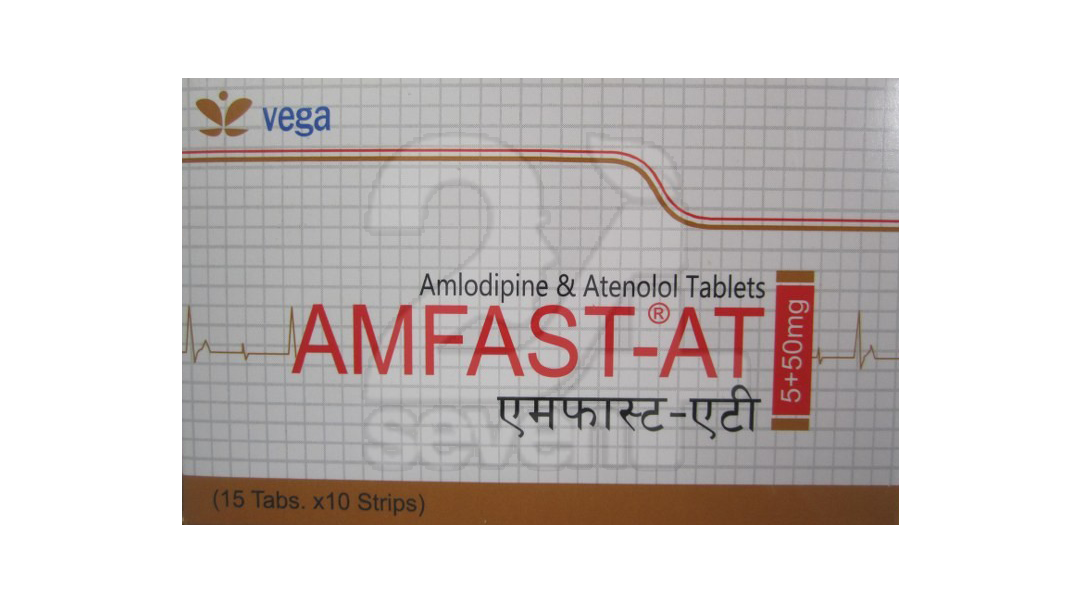 vega
Amlodipine & Atenolol Tablets
AMFAST-®AT
5+50mg
एमफास्ट-एटी
(15 Tabs. x10 Strips)